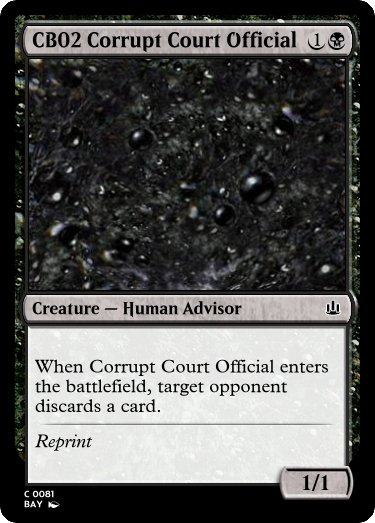 CB02 Corrupt Court Official 1
Creature — Human Advisor
When Corrupt Court Official enters
the battlefield, target opponent
discards a card.
Reprint
1/1
C 0081
BAY